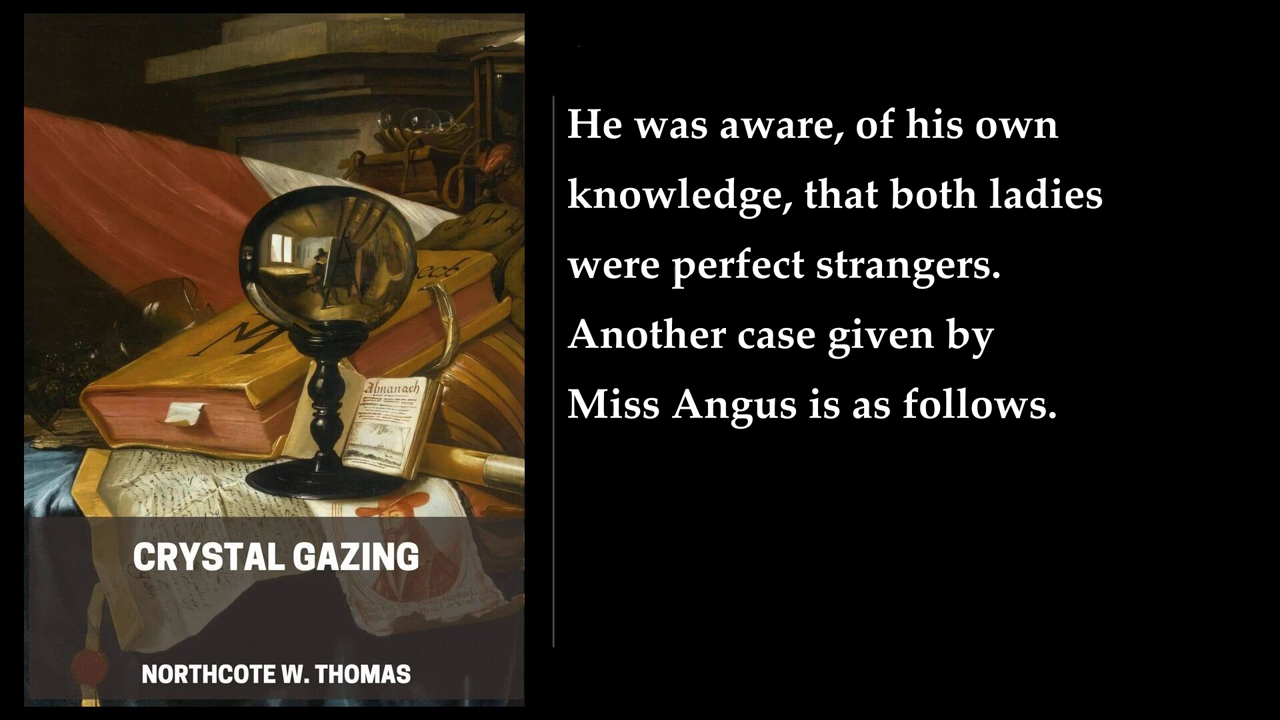 He was aware, of his own
knowledge, that both ladies
were perfect strangers.
Another case given by
Miss Angus is as follows.
Almanach
CRYSTAL GAZING
NORTHCOTE W. THOMAS